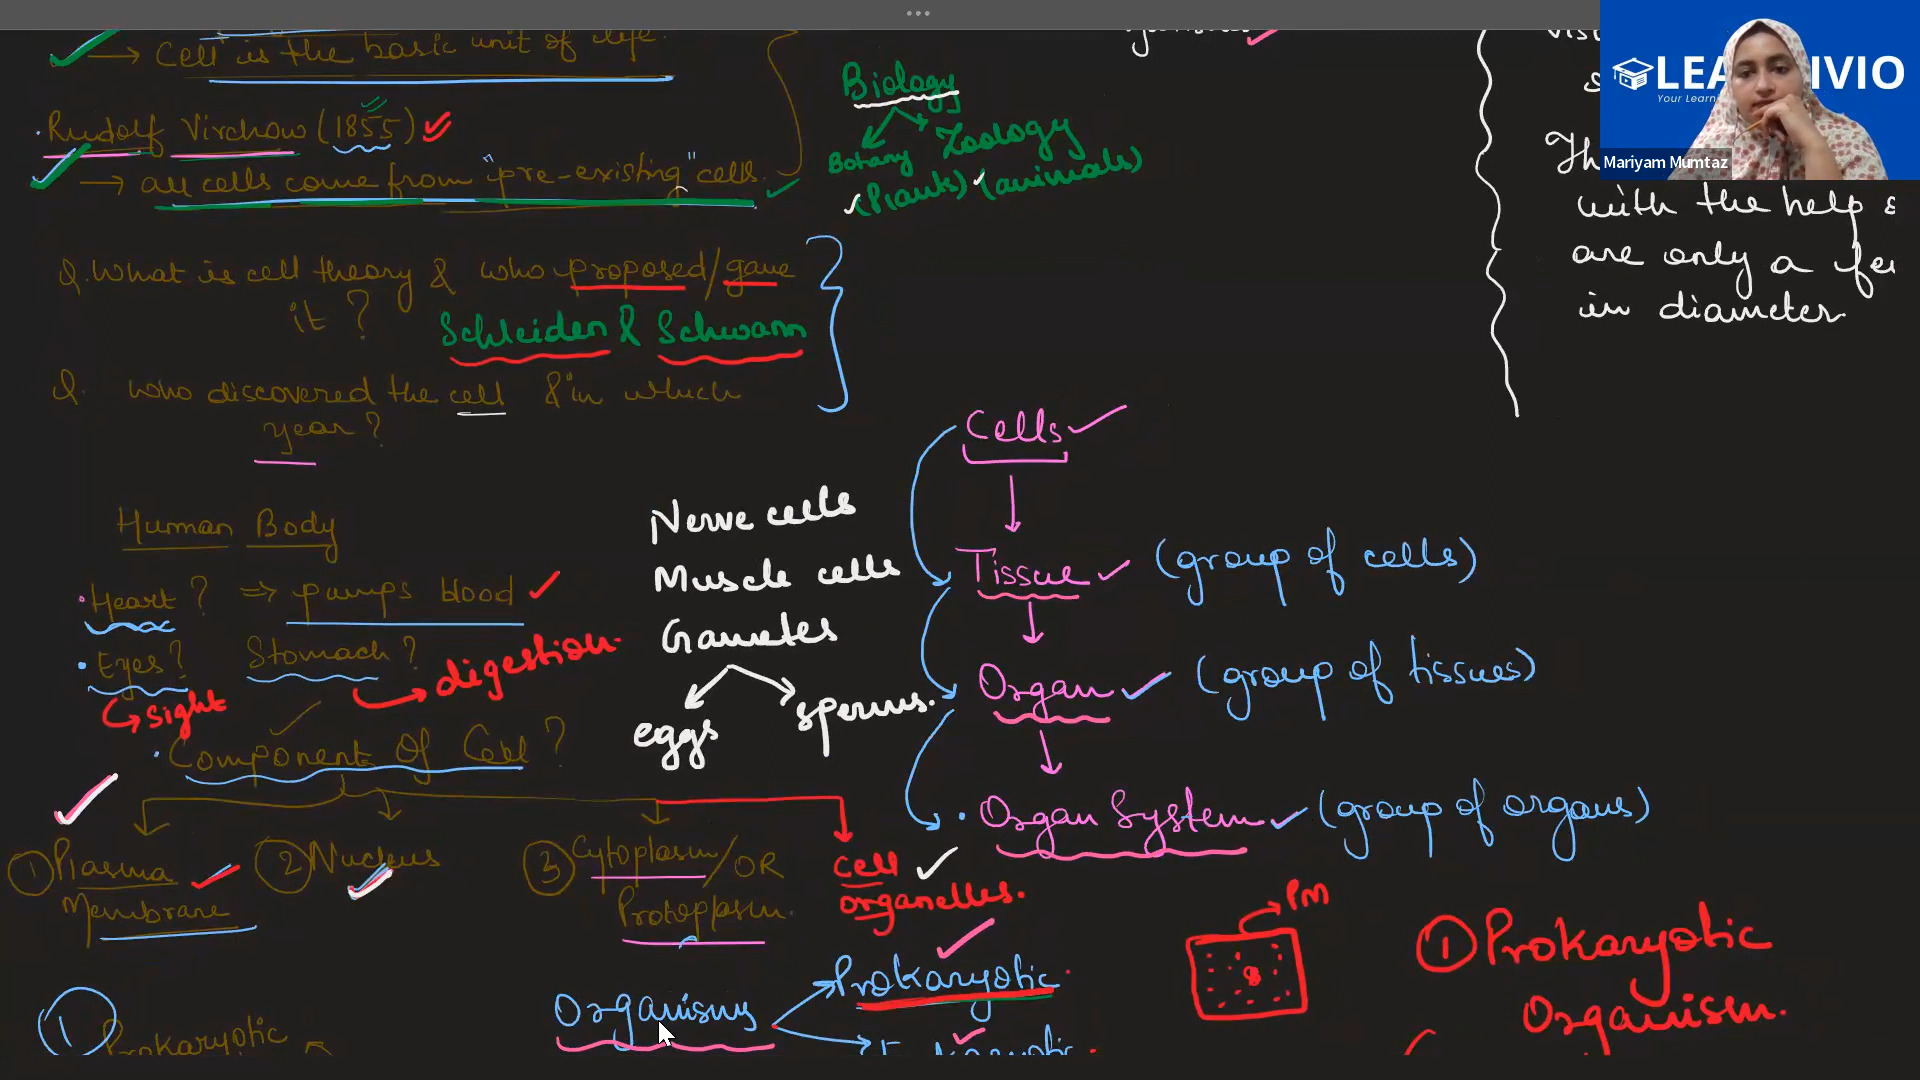 → Cell is the basic unit of life.
· Rudolf Virchow (1855)
→ all cells come from "pre-existing" cells.
Biology
Botany Zoology
(Plants) (animals)
Q. What is cell theory & who proposed/gave
it ?
Schleiden & Schwann
Q. who discovered the cell & in which
year ?
Human Body
· Heart ? ⇒ pumps blood
· Eyes ? Stomach ?
sight
digestion.
Nerve cells
Muscle cells
Gametes
eggs sperms.
Cells
Tissue (group of cells)
Organ (group of tissues)
· Organ System (group of organs)
· Component Of Cell ?
① Plasma
Membrane
② Nucleus
③ Cytoplasm/OR
Protoplasm.
Cell
organelles.
Organisms
Prokaryotic
PM
① Prokaryotic
Organism.
1
Prokaryotic
with the help
are only a
in diameter
Your Learn
Mariyam Mumtaz